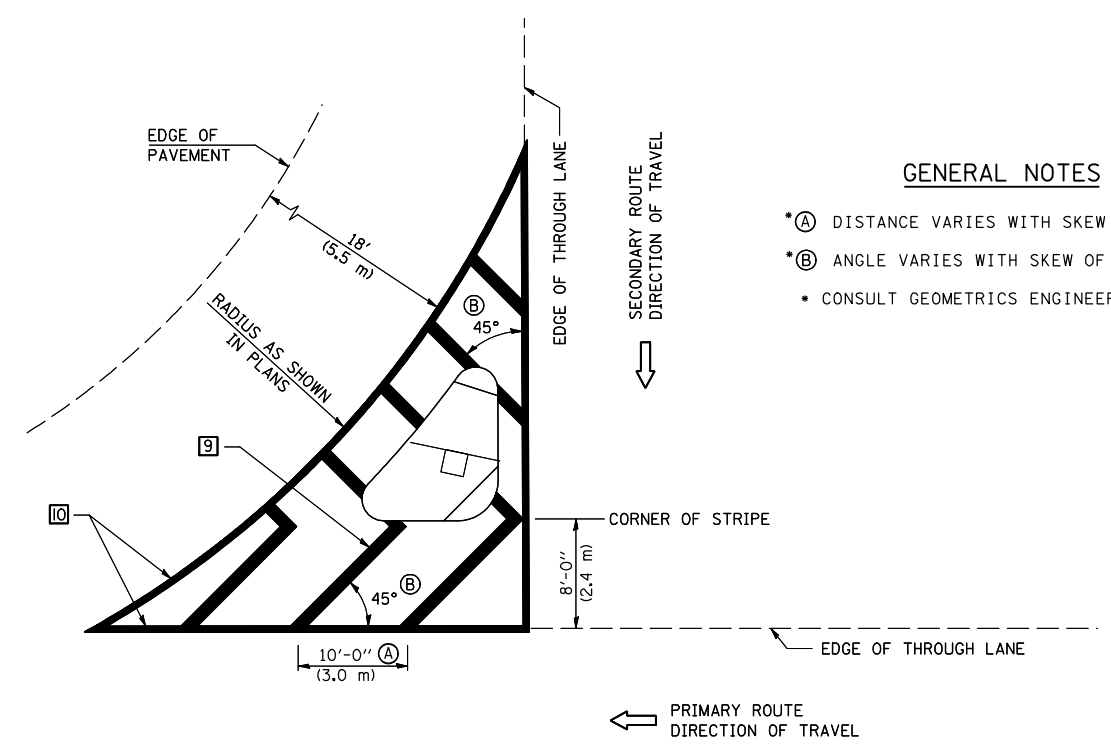 EDGE OF
PAVEMENT
18'
(5.5 m)
RADIUS AS SHOWN
IN PLANS
EDGE OF THROUGH LANE
SECONDARY ROUTE
DIRECTION OF TRAVEL
GENERAL NOTES
*Ⓐ DISTANCE VARIES WITH SKEW
*Ⓑ ANGLE VARIES WITH SKEW OF
* CONSULT GEOMETRICS ENGINEER
Ⓑ
45°
9
10
CORNER OF STRIPE
8'-0"
(2.4 m)
45° Ⓑ
10'-0" Ⓐ
(3.0 m)
EDGE OF THROUGH LANE
PRIMARY ROUTE
DIRECTION OF TRAVEL